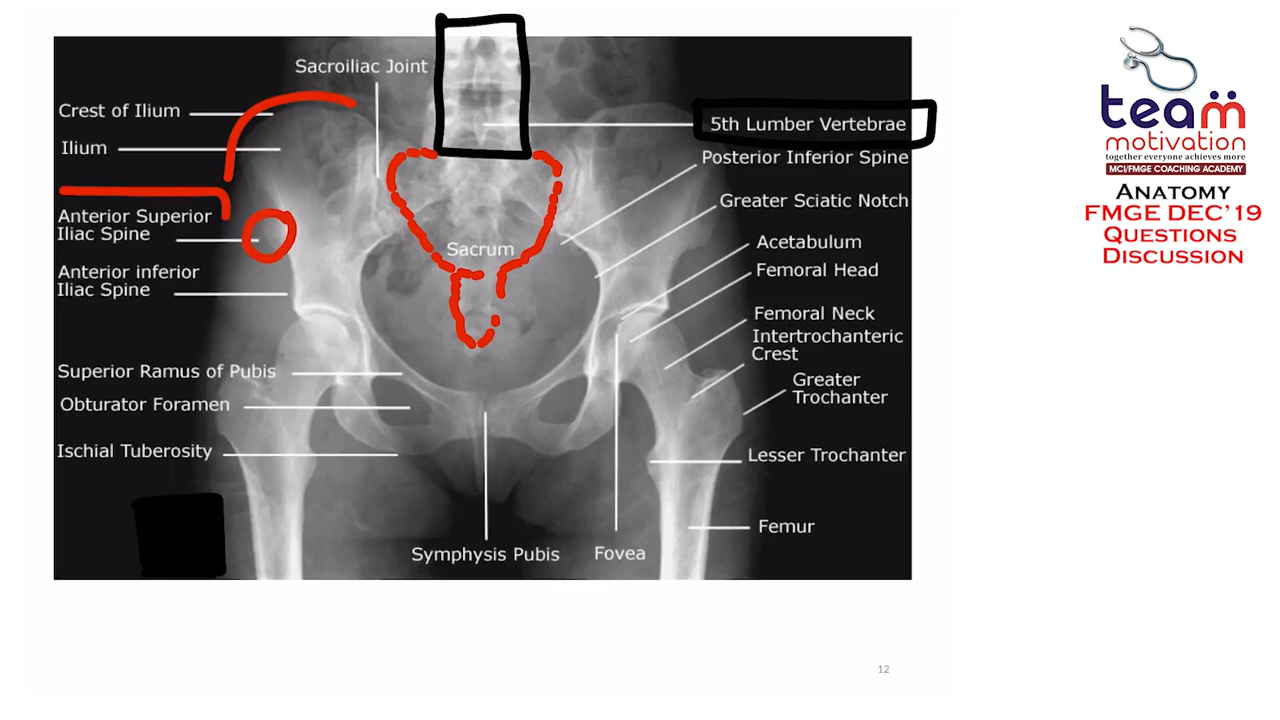 Sacroiliac Joint
Crest of Ilium
Ilium
Anterior Superior
Iliac Spine
Anterior inferior
Iliac Spine
Superior Ramus of Pubis
Obturator Foramen
Ischial Tuberosity
Sacrum
Symphysis Pubis
Fovea
5th Lumber Vertebrae
Posterior Inferior Spine
Greater Sciatic Notch
Acetabulum
Femoral Head
Femoral Neck
Intertrochanteric
Crest
Greater
Trochanter
Lesser Trochanter
Femur
team
motivation
together everyone achieves more
MCI/FMGE COACHING ACADEMY
ANATOMY
FMGE DEC'19
QUESTIONS
DISCUSSION
12